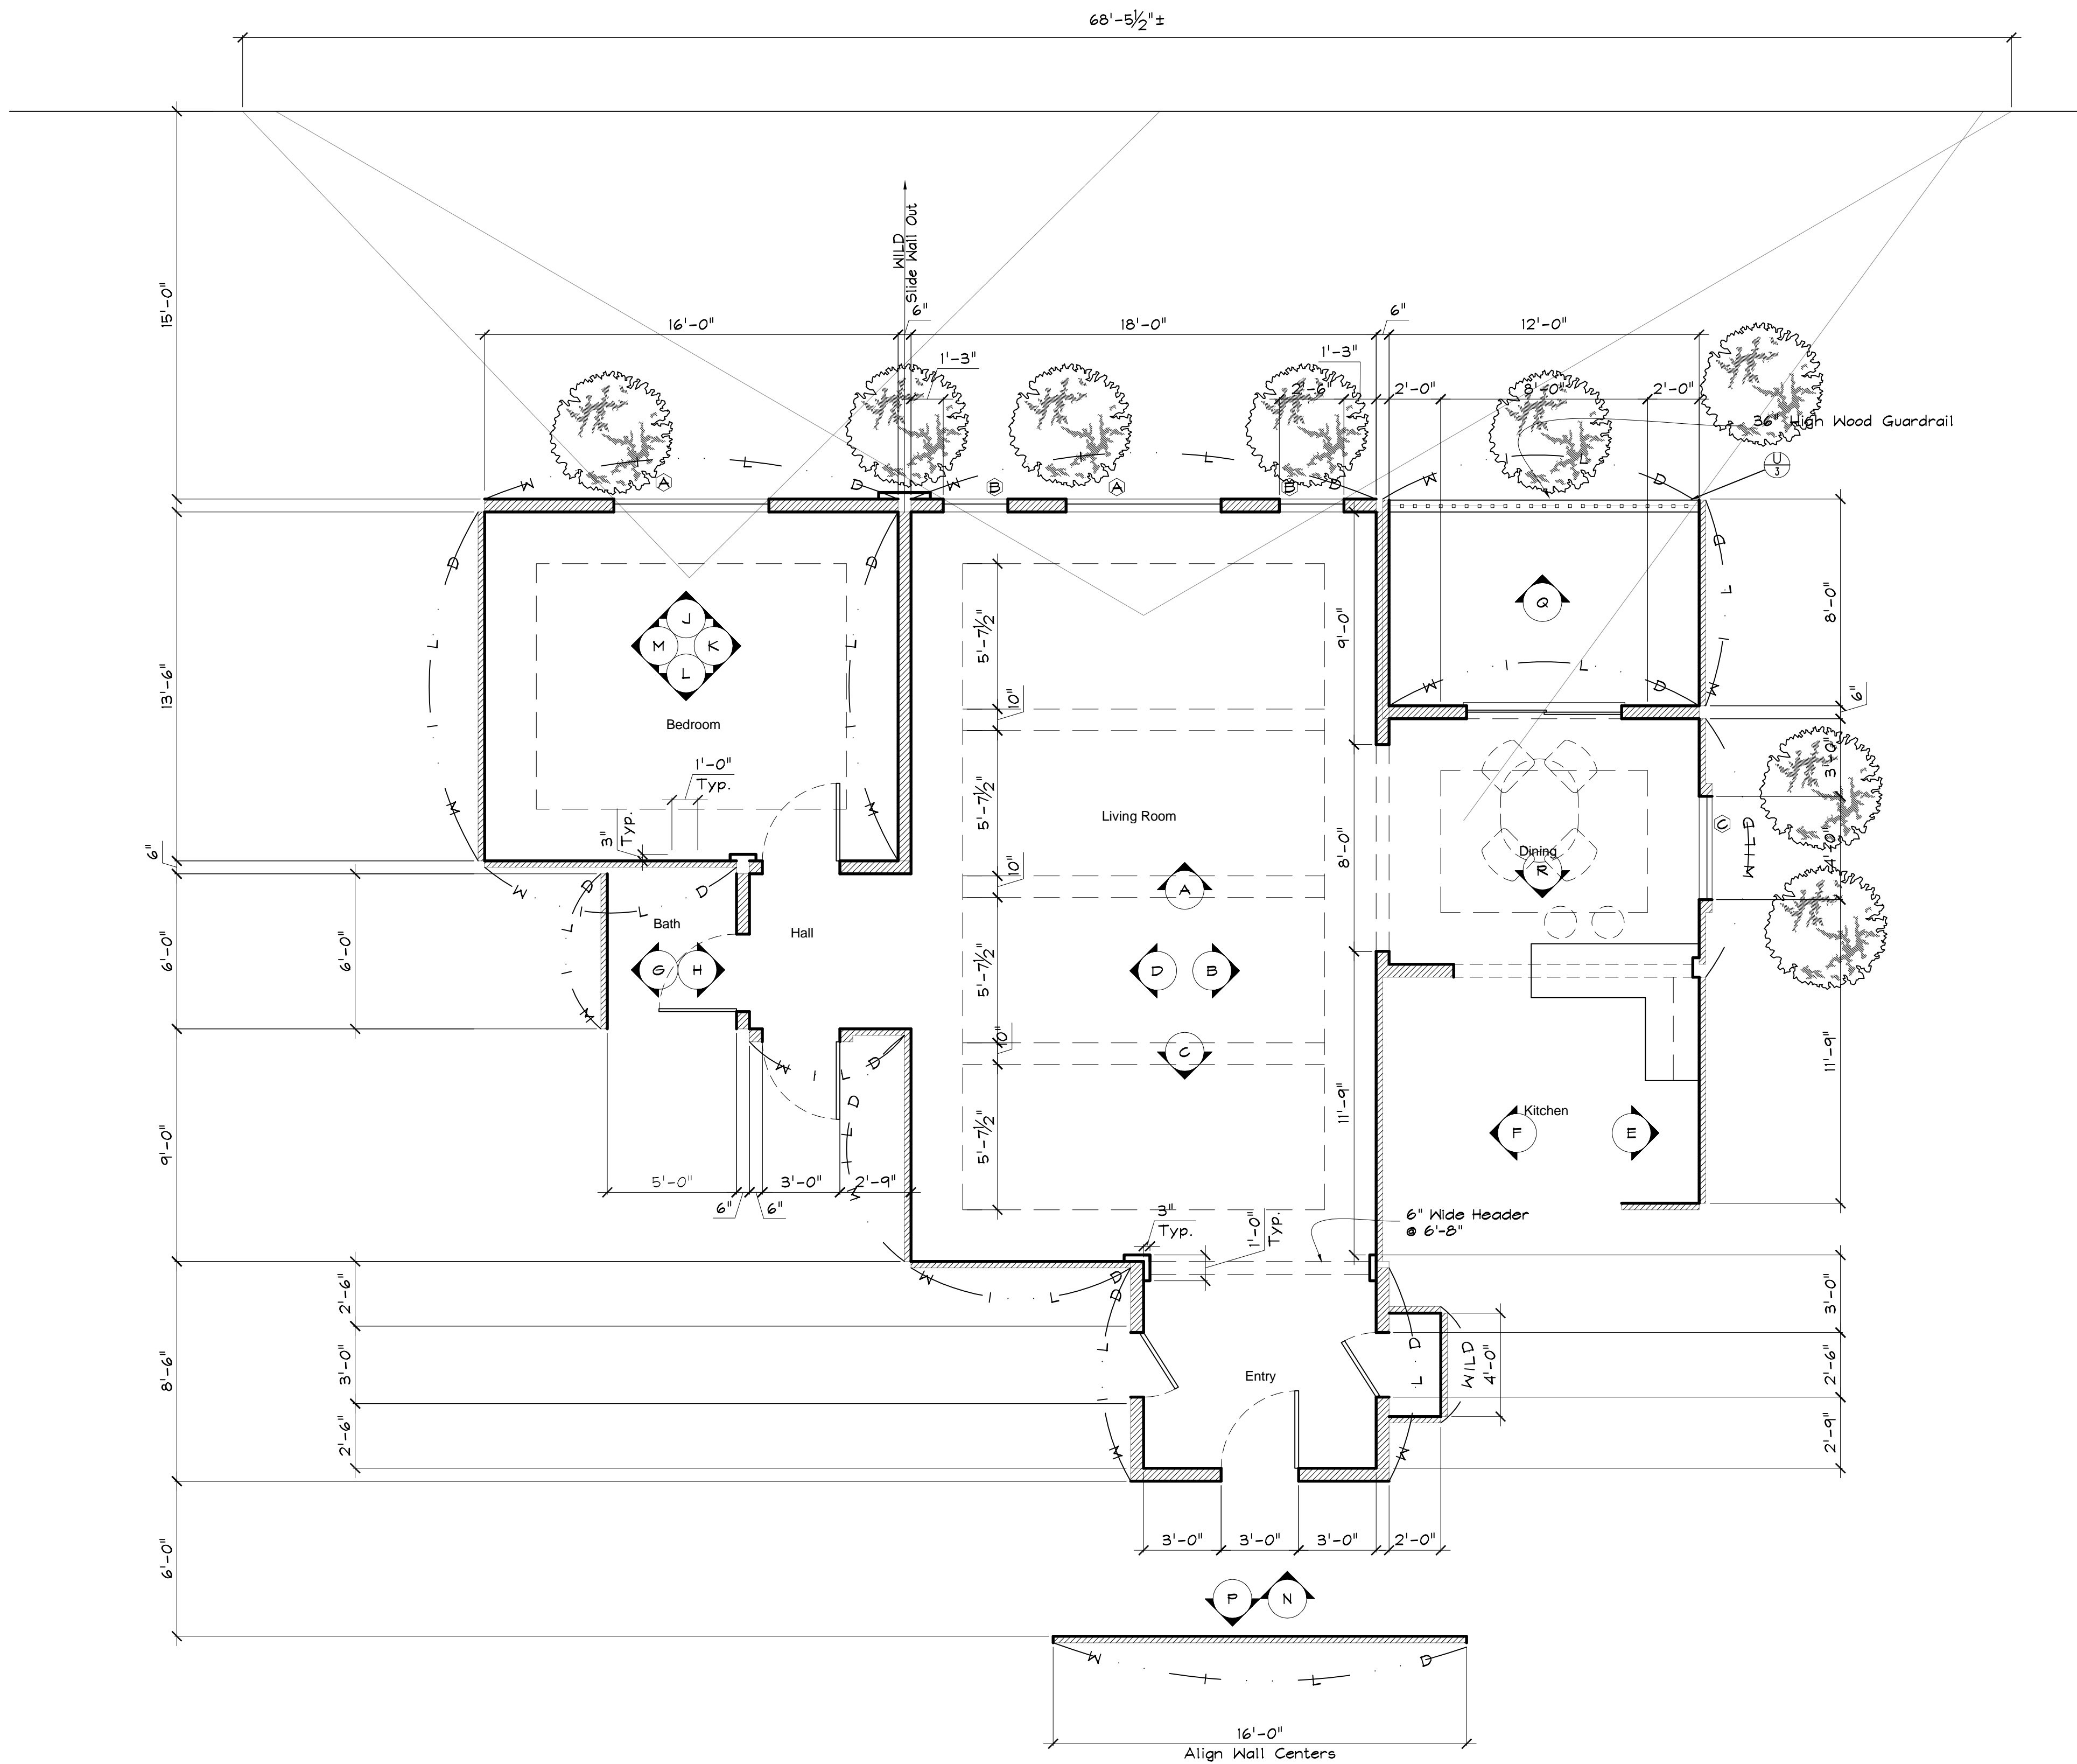 68'-5½"±
15'-0"
WILD
Slide Wall Out
16'-0"
6"
18'-0"
6"
12'-0"
1'-3"
1'-3"
2'-6"
2'-0"
8'-0"
2'-0"
36" High Wood Guardrail
U
3
A
B
A
B
W I L D
W I L D
W I L D
W I L D
W I L D
W I L D
W I L D
13'-6"
J
M
K
L
Bedroom
1'-0"
Typ.
3"
Typ.
5'-7½"
10"
5'-7½"
10"
5'-7½"
10"
5'-7½"
9'-0"
8'-0"
11'-9"
Q
8'-0"
6"
3'-0"
4'-0"
11'-9"
C
WILD
Living Room
Dining
R
A
D
B
C
6"
6'-0"
6'-0"
W I L D
W I L D
Bath
Hall
G
H
W I L D
W I L D
Kitchen
F
E
9'-0"
5'-0"
6"
6"
3'-0"
2'-9"
3"
Typ.
1'-0"
Typ.
6" Wide Header
@ 6'-8"
W I L D
W I L D
8'-6"
2'-6"
3'-0"
2'-6"
Entry
W L D
WILD
4'-0"
3'-0"
2'-6"
2'-9"
6'-0"
3'-0"
3'-0"
3'-0"
2'-0"
P
N
W I L D
16'-0"
Align Wall Centers